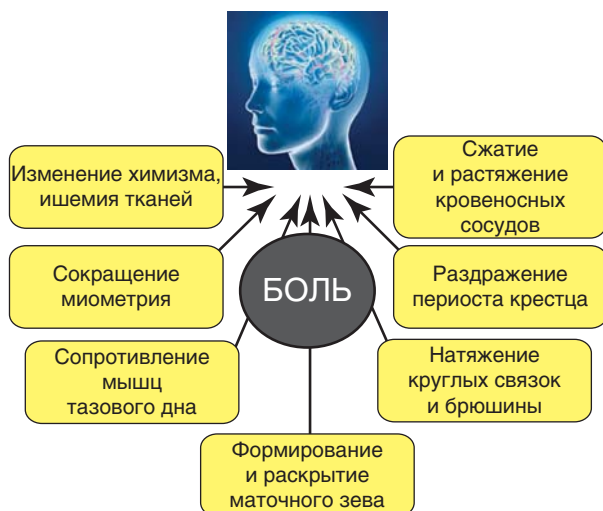 Изменение химизма,
ишемия тканей
Сжатие
и растяжение
кровеносных
сосудов
Сокращение
миометрия
БОЛЬ
Раздражение
периоста крестца
Сопротивление
мышц
тазового дна
Натяжение
круглых связок
и брюшины
Формирование
и раскрытие
маточного зева